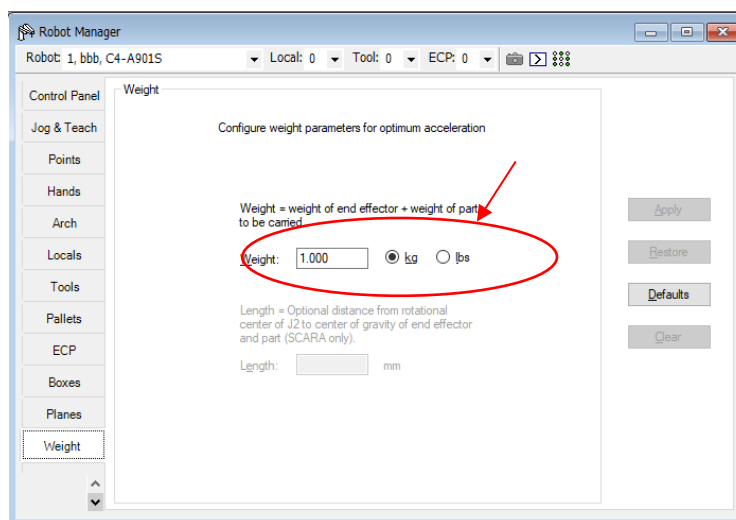 Robot Manager
Robot: 1, bbb, C4-A901S Local: 0 Tool: 0 ECP: 0
Control Panel
Jog & Teach
Points
Hands
Arch
Locals
Tools
Pallets
ECP
Boxes
Planes
Weight
Weight
Configure weight parameters for optimum acceleration
Weight = weight of end effector + weight of part
to be carried
Weight: 1.000 kg lbs
Length = Optional distance from rotational
center of J2 to center of gravity of end effector
and part (SCARA only).
Length: mm
Apply
Restore
Defaults
Clear